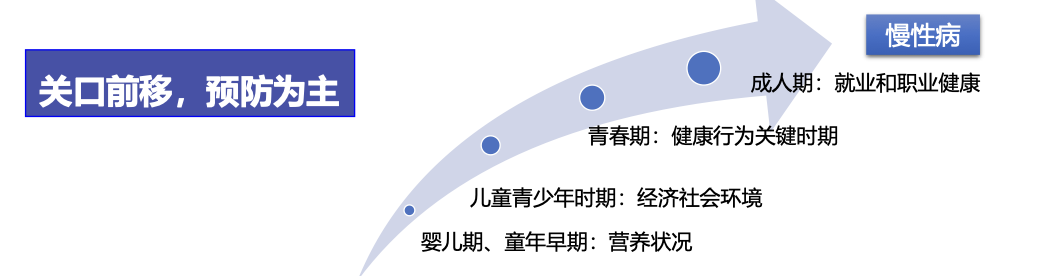 慢性病
关口前移，预防为主
成人期：就业和职业健康
青春期：健康行为关键时期
儿童青少年时期：经济社会环境
婴儿期、童年早期：营养状况